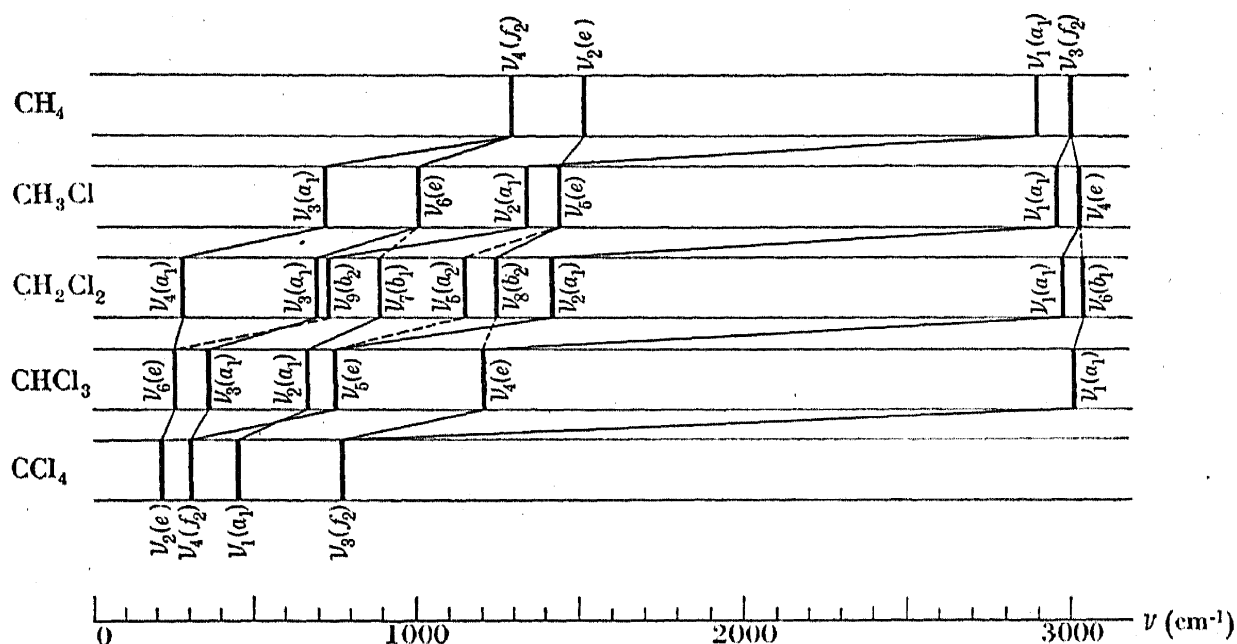 ν₄(f₂) ν₂(e) ν₁(a₁) ν₃(f₂)
CH₄
CH₃Cl ν₃(a₁) ν₆(e) ν₂(a₁) ν₅(e) ν₁(a₁) ν₄(e)
CH₂Cl₂ ν₄(a₁) ν₃(a₁) ν₉(b₂) ν₇(b₁) ν₅(a₂) ν₈(b₂) ν₂(a₁) ν₁(a₁) ν₆(b₁)
CHCl₃ ν₆(e) ν₃(a₁) ν₂(a₁) ν₅(e) ν₄(e) ν₁(a₁)
CCl₄
ν₂(e) ν₄(f₂) ν₁(a₁) ν₃(f₂)
0 1000 2000 3000 ν (cm⁻¹)